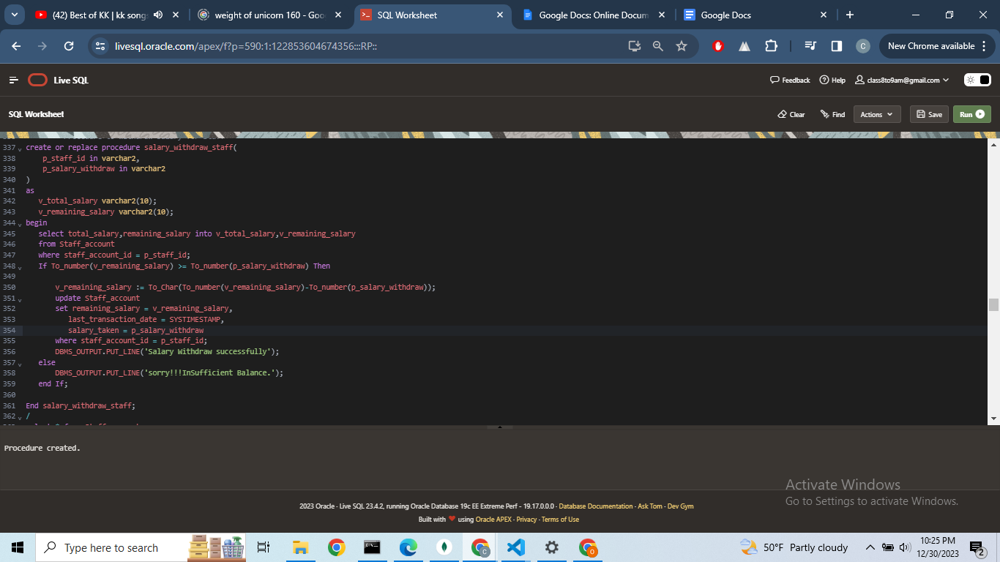 (42) Best of KK | kk song
weight of unicorn 160 - Goo
SQL Worksheet
Google Docs: Online Docum
Google Docs
livesql.oracle.com/apex/f?p=590:1:122853604674356:::RP::
C
New Chrome available
Live SQL
Feedback
Help
class8to9am@gmail.com
SQL Worksheet
Clear
Find
Actions
Save
Run
337 create or replace procedure salary_withdraw_staff(
338 p_staff_id in varchar2,
339 p_salary_withdraw in varchar2
340 )
341 as
342 v_total_salary varchar2(10);
343 v_remaining_salary varchar2(10);
344 begin
345 select total_salary,remaining_salary into v_total_salary,v_remaining_salary
346 from Staff_account
347 where staff_account_id = p_staff_id;
348 If To_number(v_remaining_salary) >= To_number(p_salary_withdraw) Then
349
350 v_remaining_salary := To_Char(To_number(v_remaining_salary)-To_number(p_salary_withdraw));
351 update Staff_account
352 set remaining_salary = v_remaining_salary,
353 last_transaction_date = SYSTIMESTAMP,
354 salary_taken = p_salary_withdraw
355 where staff_account_id = p_staff_id;
356 DBMS_OUTPUT.PUT_LINE('Salary Withdraw successfully');
357 else
358 DBMS_OUTPUT.PUT_LINE('sorry!!!InSufficient Balance.');
359 end If;
360
361 End salary_withdraw_staff;
362 /
Procedure created.
Activate Windows
Go to Settings to activate Windows.
2023 Oracle · Live SQL 23.4.2, running Oracle Database 19c EE Extreme Perf - 19.17.0.0.0 · Database Documentation · Ask Tom · Dev Gym
Built with ❤ using Oracle APEX · Privacy · Terms of Use
Type here to search
50°F Partly cloudy
10:25 PM
12/30/2023
2